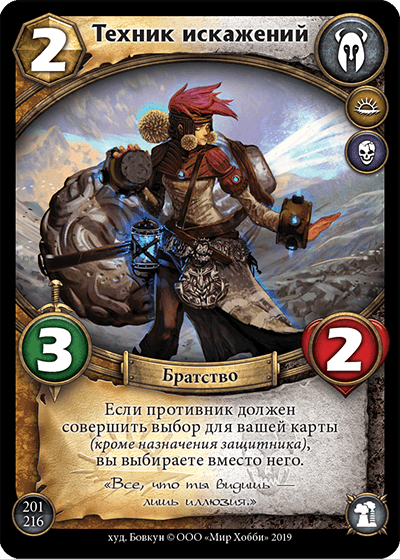 2
Техник искажений
3
2
Братство
Если противник должен
совершить выбор для вашей карты
(кроме назначения защитника),
вы выбираете вместо него.
«Все, что ты видишь —
лишь иллюзия.»
201
216
худ. Бовкун © ООО «Мир Хобби» 2019